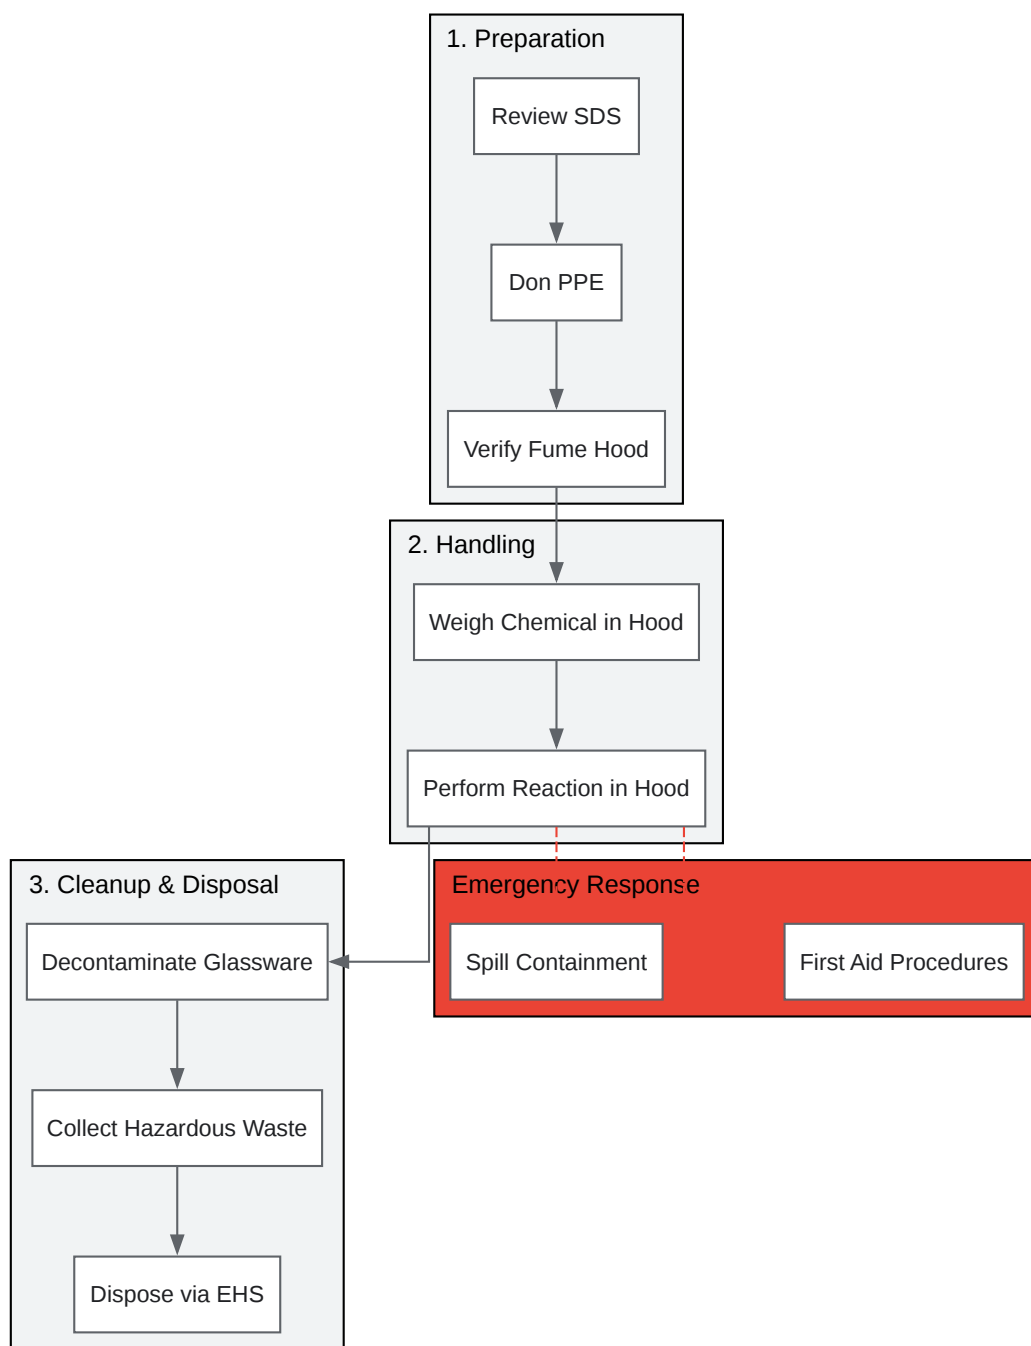 1. Preparation
Review SDS
Don PPE
Verify Fume Hood
2. Handling
Weigh Chemical in Hood
Perform Reaction in Hood
3. Cleanup & Disposal
Decontaminate Glassware
Collect Hazardous Waste
Dispose via EHS
Emergency Response
Spill Containment
First Aid Procedures